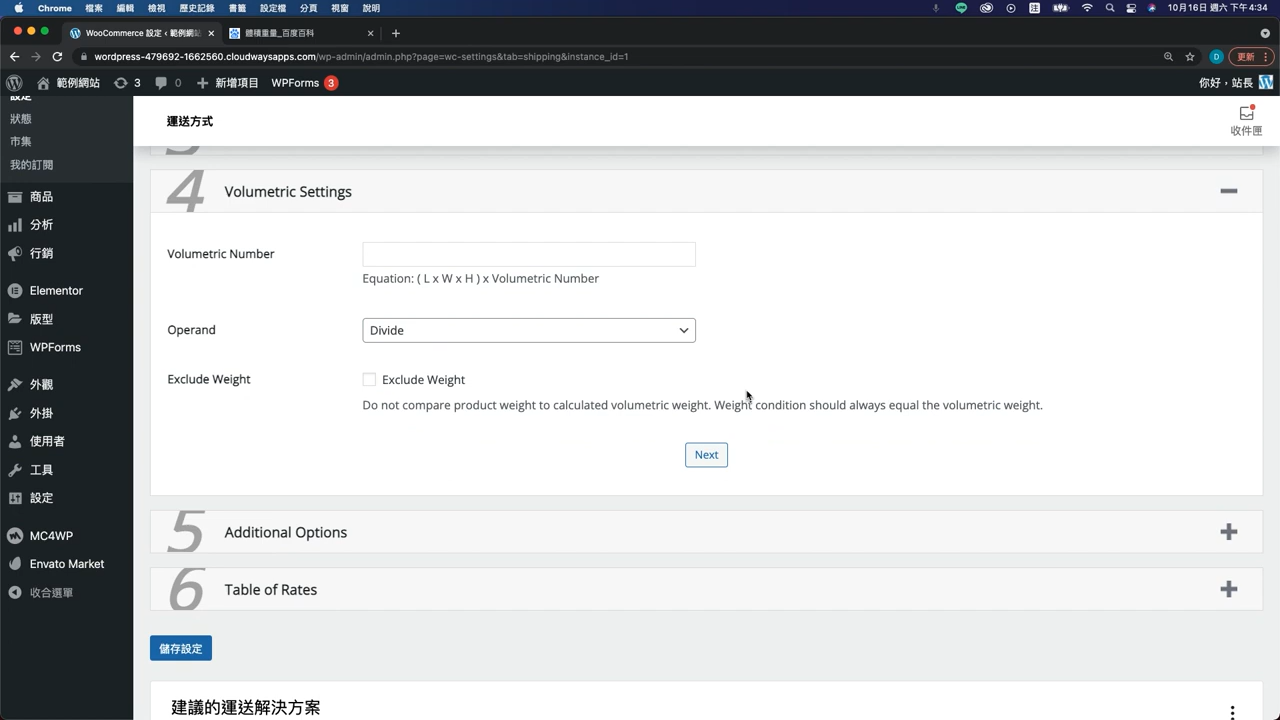 Chrome 檔案 編輯 檢視 歷史記錄 書籤 設定檔 分頁 視窗 說明
注
10月16日 週六 下午4:34
WooCommerce 設定 ‹ 範例網站
體積重量_百度百科
wordpress-479692-1662560.cloudwaysapps.com/wp-admin/admin.php?page=wc-settings&tab=shipping&instance_id=1
D
更新
範例網站 3 0 新增項目 WPForms 3
你好，站長
設定
狀態
市集
我的訂閱
商品
分析
行銷
Elementor
版型
WPForms
外觀
外掛
使用者
工具
設定
MC4WP
Envato Market
收合選單
運送方式
收件匣
4 Volumetric Settings
Volumetric Number
Equation: ( L x W x H ) x Volumetric Number
Operand
Divide
Exclude Weight
Exclude Weight
Do not compare product weight to calculated volumetric weight. Weight condition should always equal the volumetric weight.
Next
5 Additional Options
6 Table of Rates
儲存設定
建議的運送解決方案